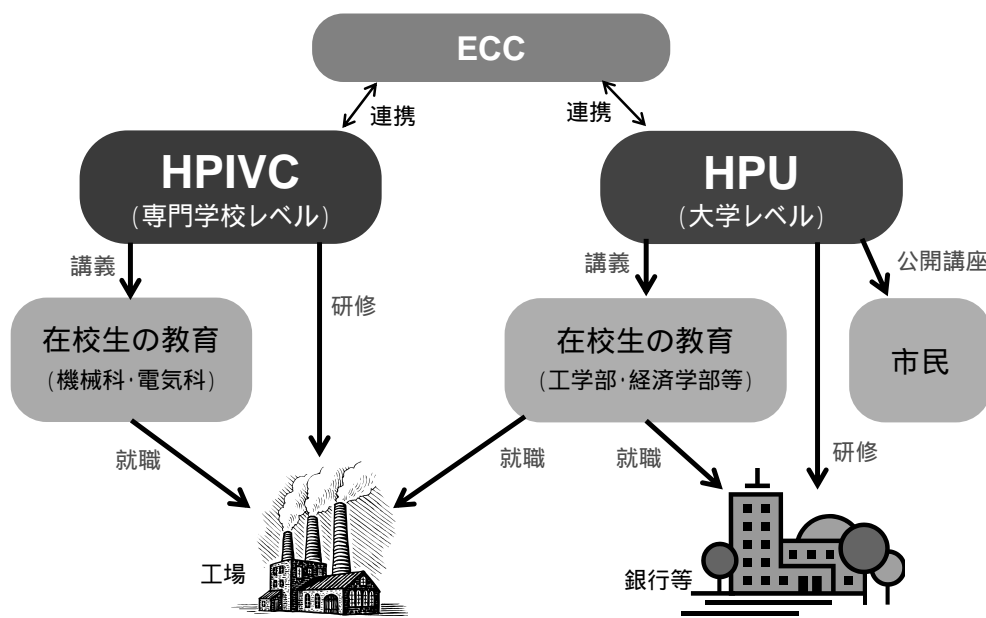 ECC
連携
連携
HPIVC
(専門学校レベル)
HPU
(大学レベル)
講義
研修
講義
公開講座
在校生の教育
(機械科・電気科)
在校生の教育
(工学部・経済学部等)
市民
就職
就職
就職
研修
工場
銀行等